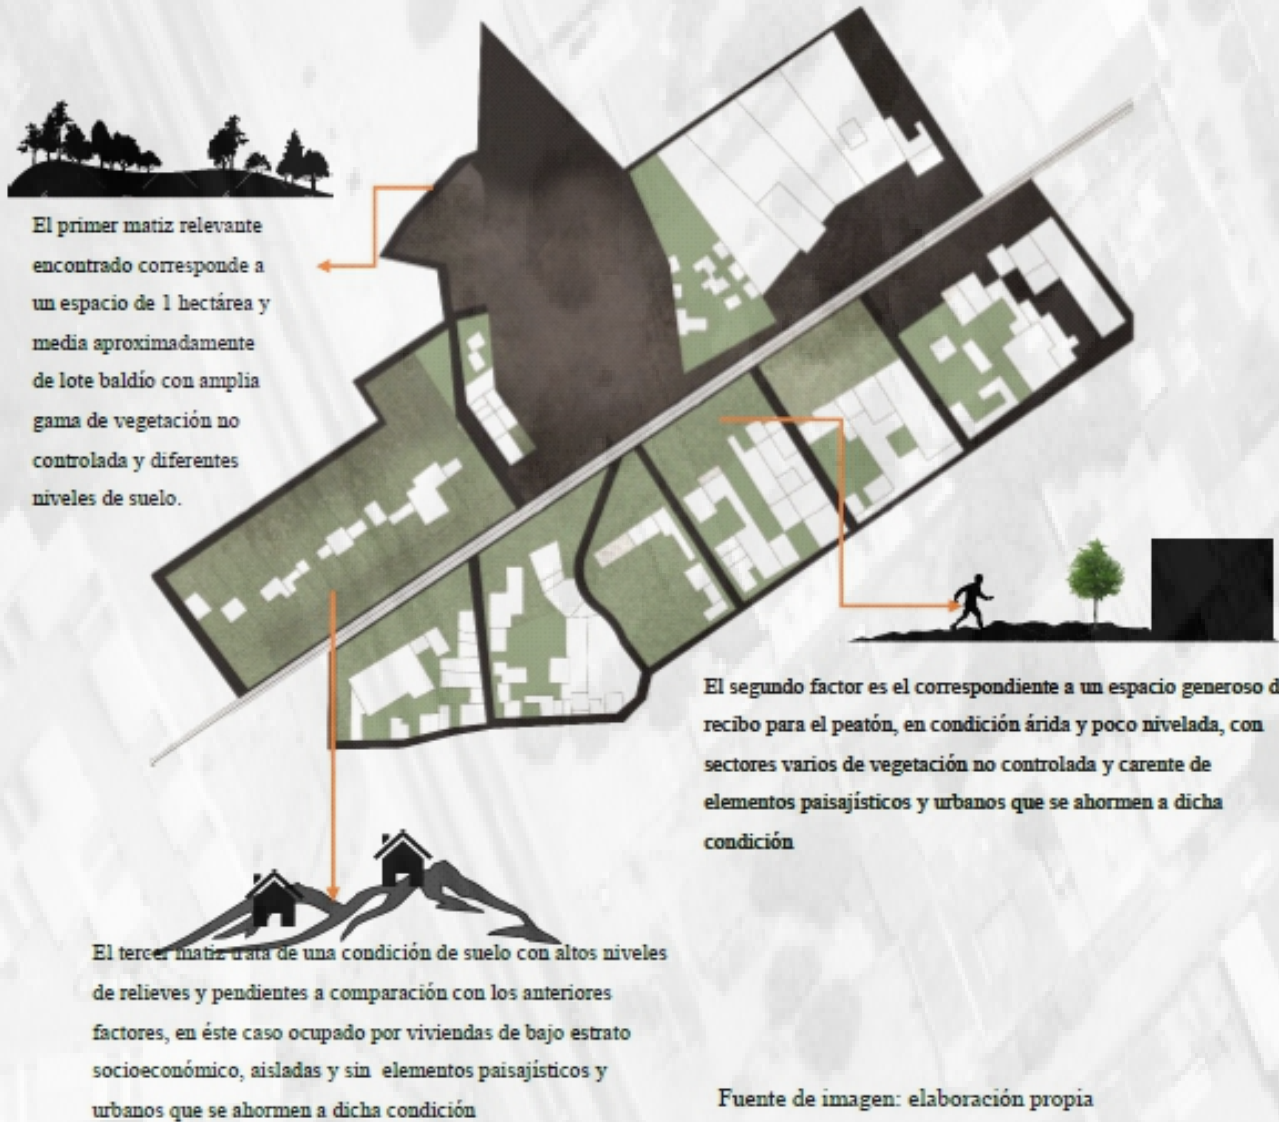 El primer matiz relevante
encontrado corresponde a
un espacio de 1 hectárea y
media aproximadamente
de lote baldío con amplia
gama de vegetación no
controlada y diferentes
niveles de suelo.
El segundo factor es el correspondiente a un espacio generoso d
recibo para el peatón, en condición árida y poco nivelada, con
sectores varios de vegetación no controlada y carente de
elementos paisajísticos y urbanos que se ahormen a dicha
condición
El tercer matiz trata de una condición de suelo con altos niveles
de relieves y pendientes a comparación con los anteriores
factores, en éste caso ocupado por viviendas de bajo estrato
socioeconómico, aisladas y sin elementos paisajísticos y
urbanos que se ahormen a dicha condición
Fuente de imagen: elaboración propia